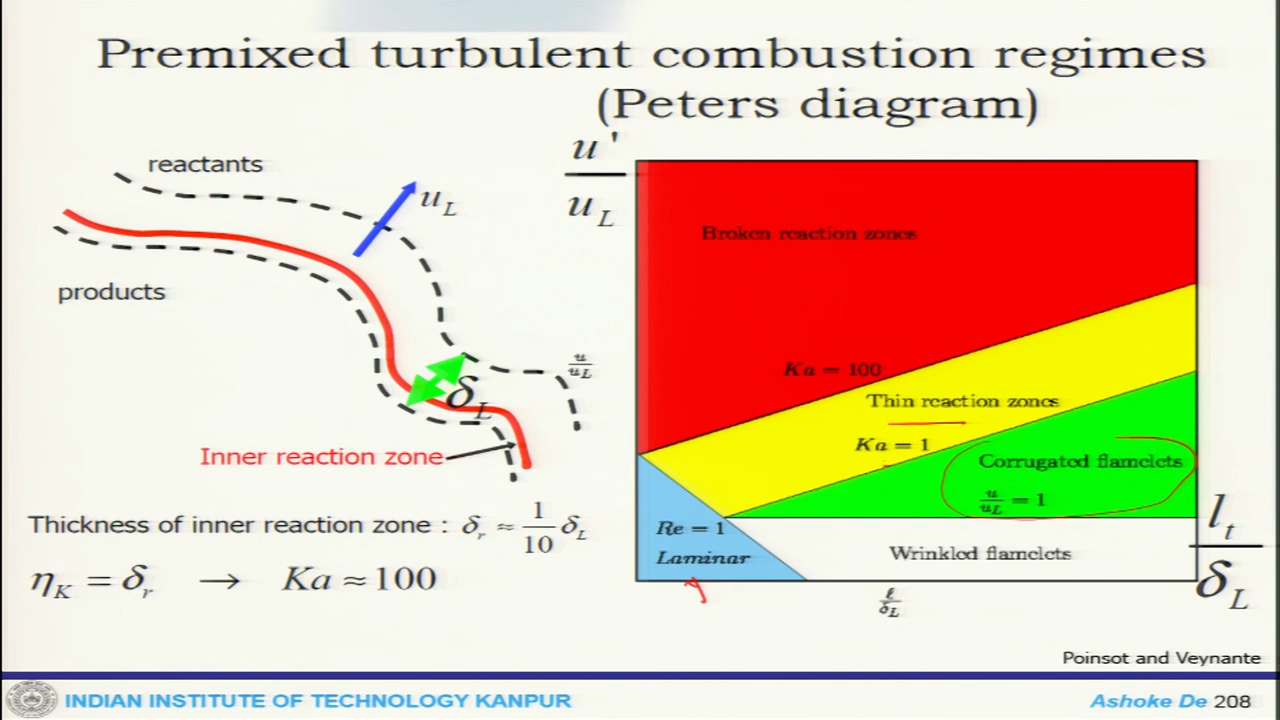 Premixed turbulent combustion regimes
(Peters diagram)
reactants
u_L
products
δ_L
Inner reaction zone
Thickness of inner reaction zone : δ_r ≈ 1/10 δ_L
η_K = δ_r → Ka ≈ 100
u' / u_L
u/u_L
Broken reaction zones
Ka = 100
Thin reaction zones
Ka = 1
Corrugated flamelets
u/u_L = 1
Re = 1
Laminar
Wrinkled flamelets
ℓ/δ_L
l_t / δ_L
Poinsot and Veynante
INDIAN INSTITUTE OF TECHNOLOGY KANPUR
Ashoke De 208